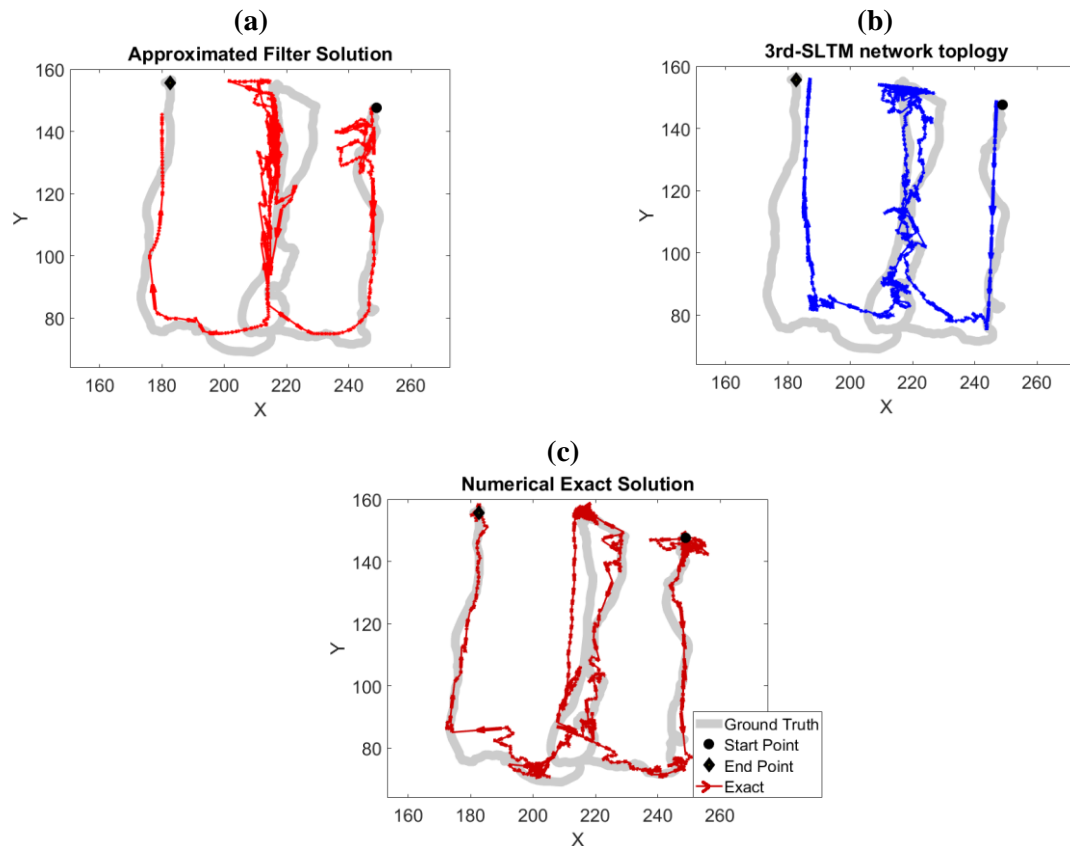 (a)
Approximated Filter Solution
160
140
120
100
80
Y
160 180 200 220 240 260
X
(b)
3rd-SLTM network toplogy
160
140
120
100
80
Y
160 180 200 220 240 260
X
(c)
Numerical Exact Solution
160
140
120
100
80
Y
Ground Truth
Start Point
End Point
Exact
160 180 200 220 240 260
X